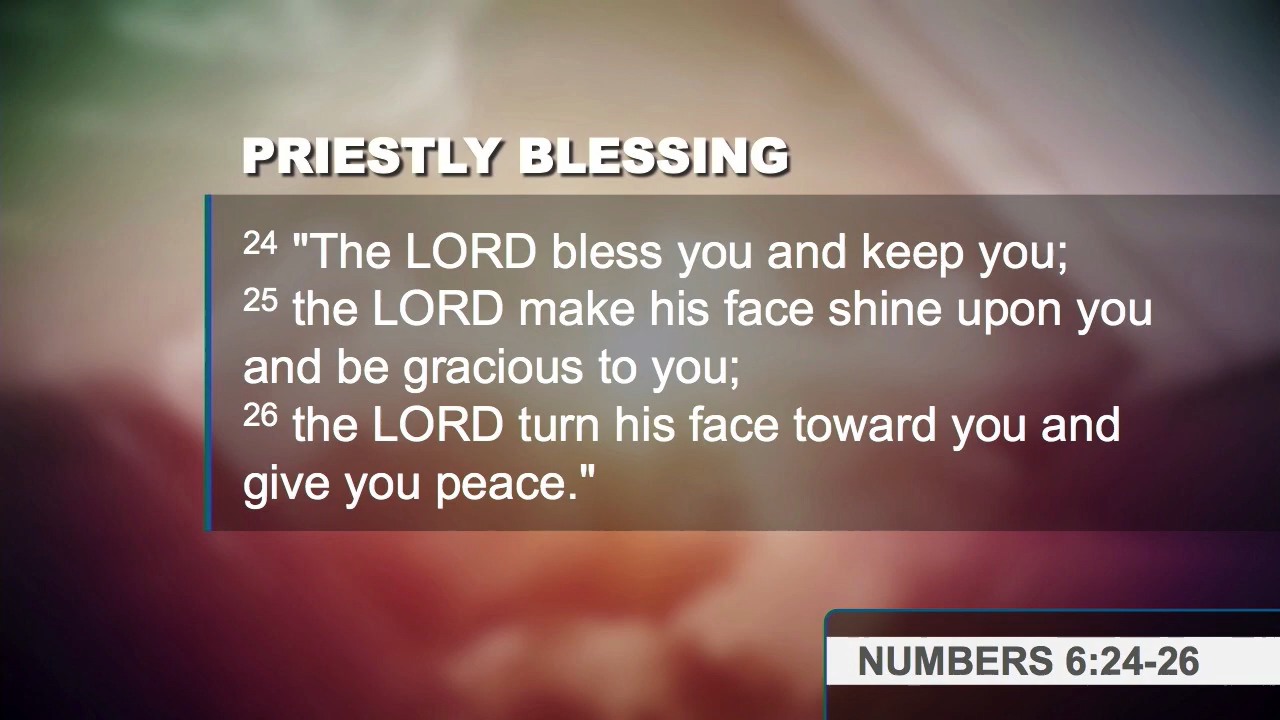 PRIESTLY BLESSING
24 "The LORD bless you and keep you;
25 the LORD make his face shine upon you
and be gracious to you;
26 the LORD turn his face toward you and
give you peace."
NUMBERS 6:24-26